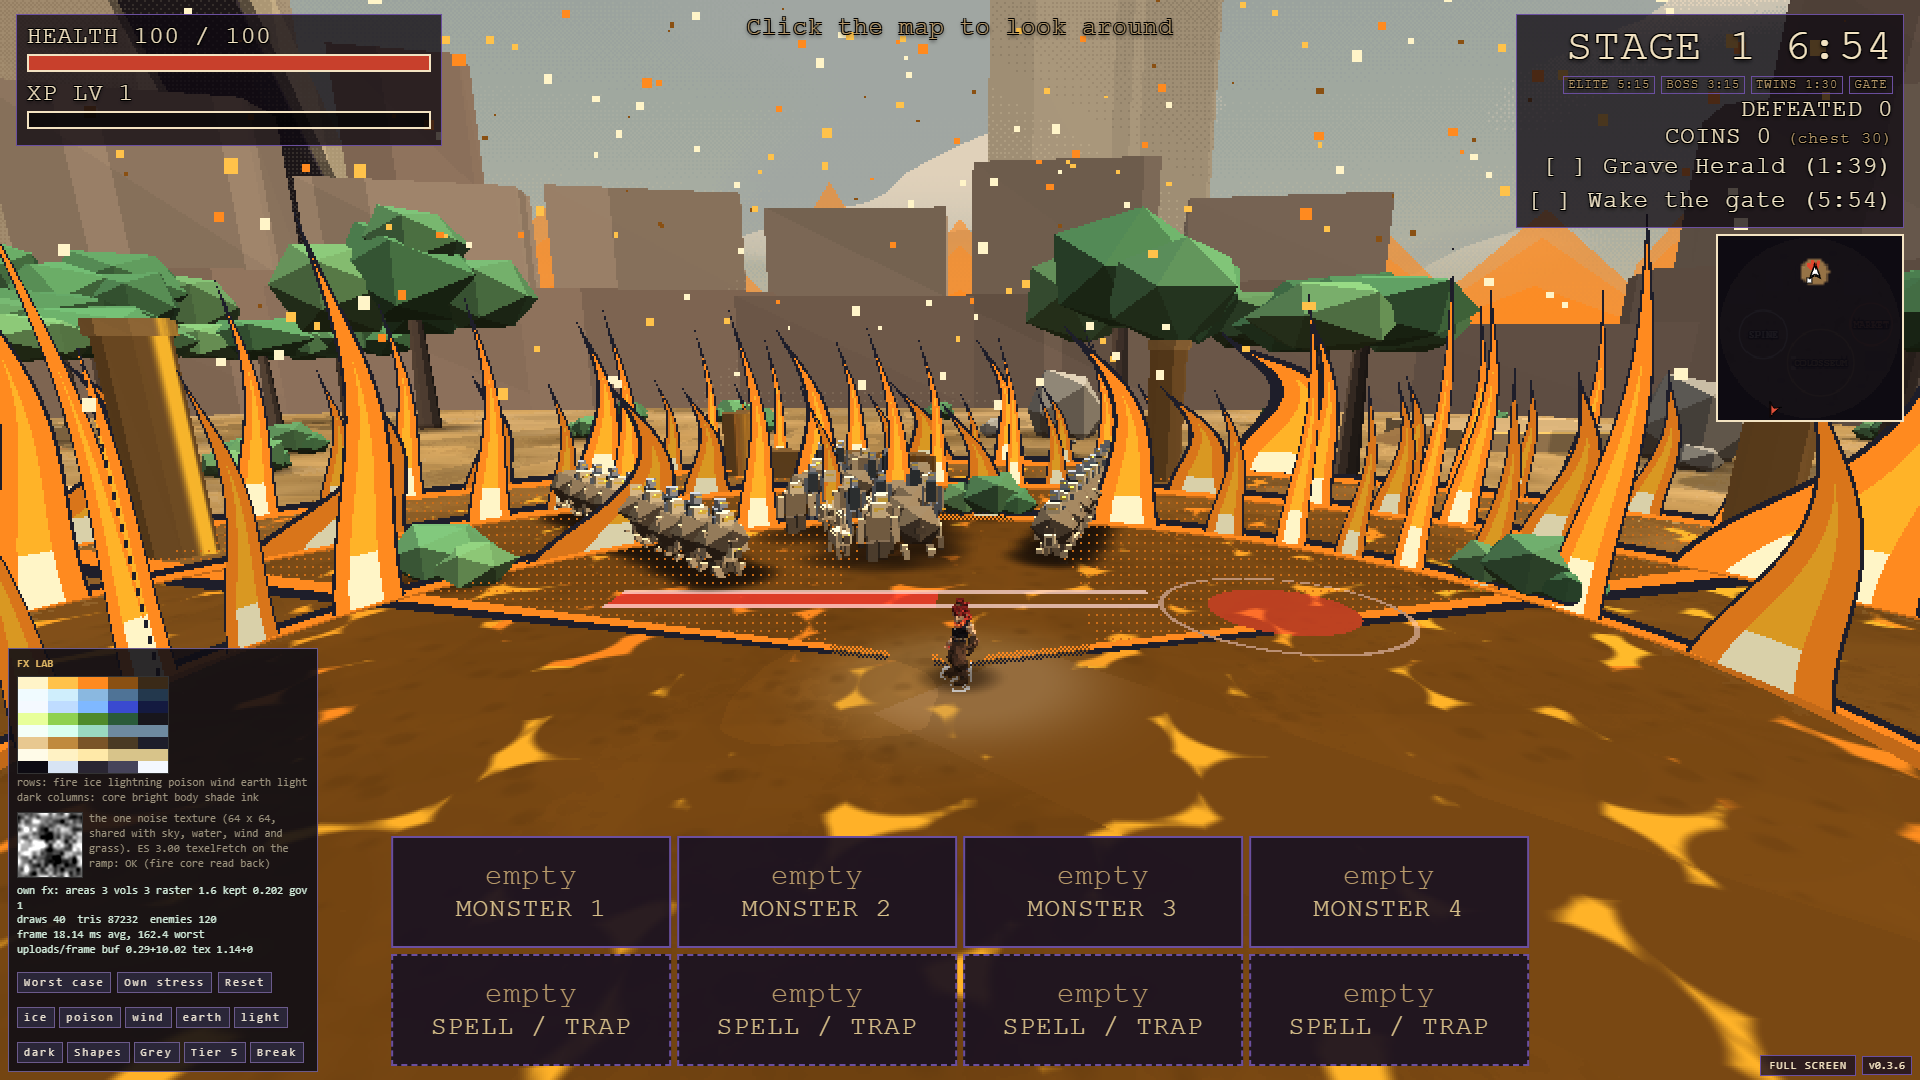 HEALTH 100 / 100
XP LV 1
Click the map to look around
STAGE 1 6:54
ELITE 5:15 BOSS 3:15 TWINS 1:30 GATE
DEFEATED 0
COINS 0 (chest 30)
[ ] Grave Herald (1:39)
[ ] Wake the gate (5:54)
FX LAB
rows: fire ice lightning poison wind earth light
dark columns: core bright body shade ink
the one noise texture (64 x 64,
shared with sky, water, wind and
grass). ES 3.00 texelFetch on the
ramp: OK (fire core read back)
own fx: areas 3 vols 3 raster 1.6 kept 0.202 gov
1
draws 40 tris 87232 enemies 120
frame 18.14 ms avg, 162.4 worst
uploads/frame buf 0.29+10.02 tex 1.14+0
Worst case Own stress Reset
ice poison wind earth light
dark Shapes Grey Tier 5 Break
empty
MONSTER 1
empty
MONSTER 2
empty
MONSTER 3
empty
MONSTER 4
empty
SPELL / TRAP
empty
SPELL / TRAP
empty
SPELL / TRAP
empty
SPELL / TRAP
FULL SCREEN v0.3.6